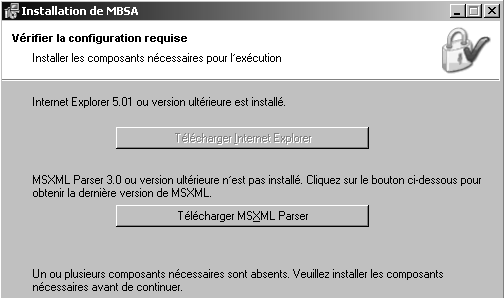 Installation de MBSA
Vérifier la configuration requise
Installer les composants nécessaires pour l'exécution
Internet Explorer 5.01 ou version ultérieure est installé.
Télécharger Internet Explorer
MSXML Parser 3.0 ou version ultérieure n'est pas installé. Cliquez sur le bouton ci-dessous pour
obtenir la dernière version de MSXML.
Télécharger MSXML Parser
Un ou plusieurs composants nécessaires sont absents. Veuillez installer les composants
nécessaires avant de continuer.